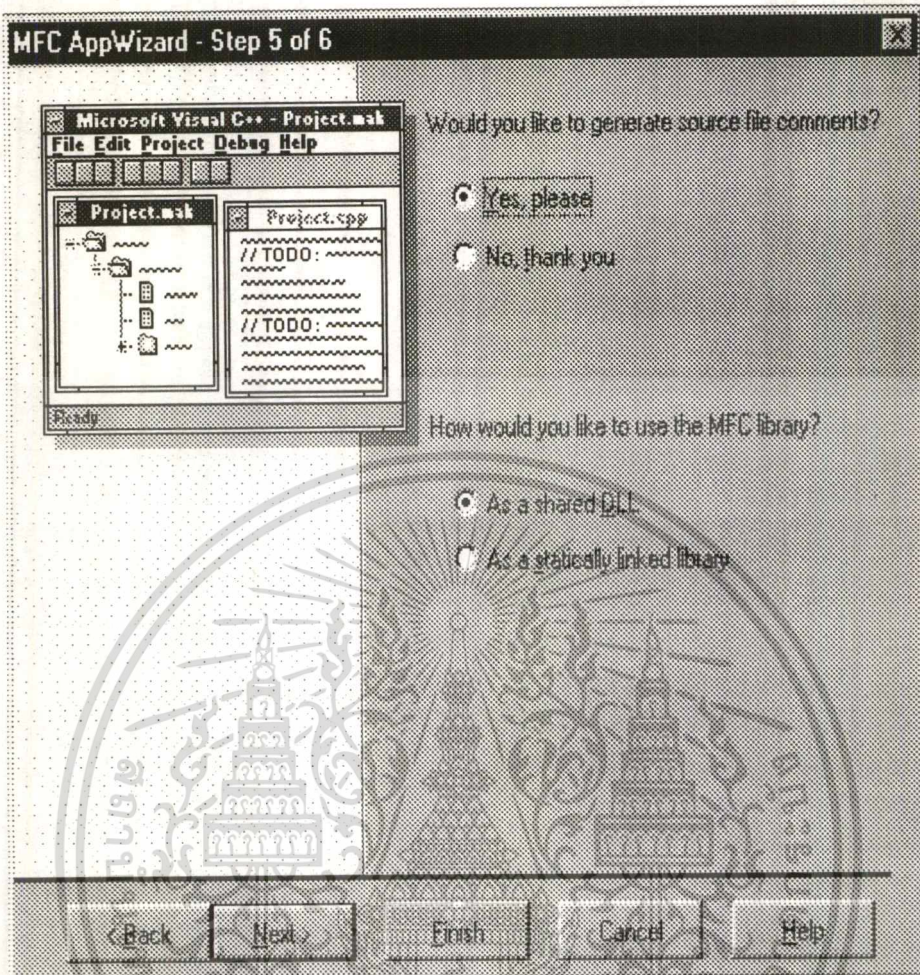 MFC AppWizard - Step 5 of 6
Microsoft Visual C++ - Project.mak
File Edit Project Debug Help
Project.mak
Project.cpp
// TODO:
// TODO:
Ready
Would you like to generate source file comments?
Yes, please
No, thank you
How would you like to use the MFC library?
As a shared DLL
As a statically linked library
< Back
Next >
Finish
Cancel
Help